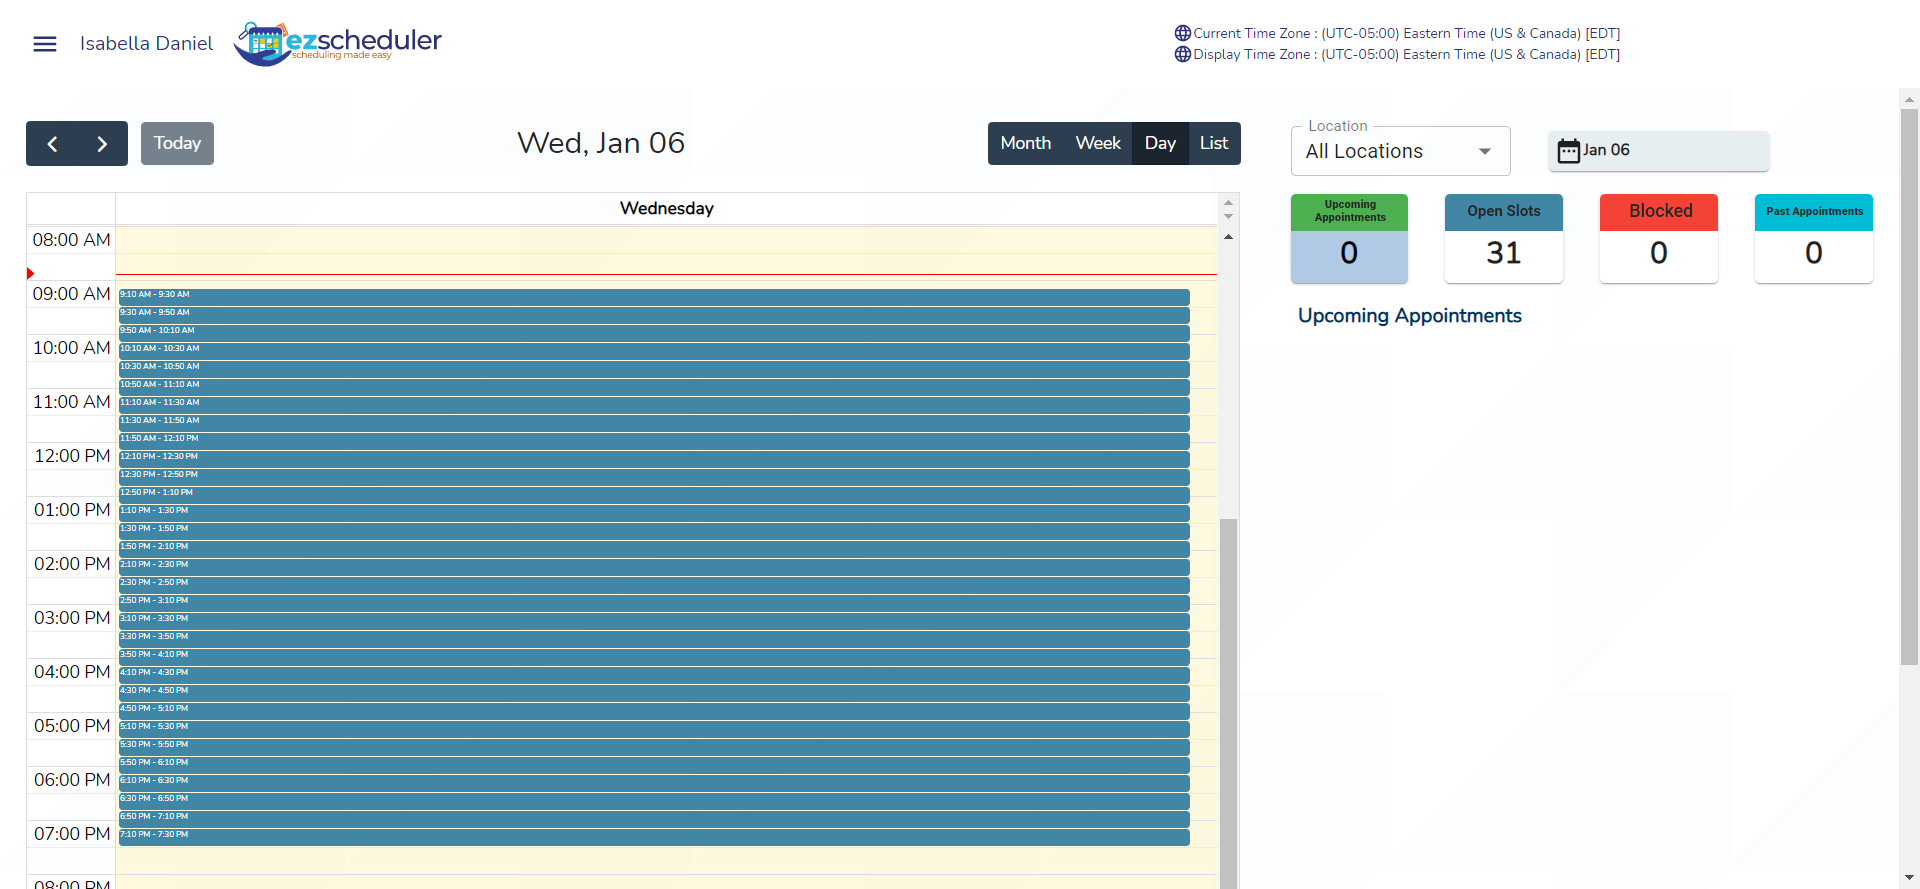 Isabella Daniel
ezscheduler
scheduling made easy
Current Time Zone : (UTC-05:00) Eastern Time (US & Canada) [EDT]
Display Time Zone : (UTC-05:00) Eastern Time (US & Canada) [EDT]
Today
Wed, Jan 06
Month Week Day List
Location
All Locations
Jan 06
Upcoming Appointments
0
Open Slots
31
Blocked
0
Past Appointments
0
Upcoming Appointments
Wednesday
08:00 AM
09:00 AM
9:10 AM - 9:30 AM
9:30 AM - 9:50 AM
9:50 AM - 10:10 AM
10:00 AM
10:10 AM - 10:30 AM
10:30 AM - 10:50 AM
10:50 AM - 11:10 AM
11:00 AM
11:10 AM - 11:30 AM
11:30 AM - 11:50 AM
11:50 AM - 12:10 PM
12:00 PM
12:10 PM - 12:30 PM
12:30 PM - 12:50 PM
12:50 PM - 1:10 PM
01:00 PM
1:10 PM - 1:30 PM
1:30 PM - 1:50 PM
1:50 PM - 2:10 PM
02:00 PM
2:10 PM - 2:30 PM
2:30 PM - 2:50 PM
2:50 PM - 3:10 PM
03:00 PM
3:10 PM - 3:30 PM
3:30 PM - 3:50 PM
3:50 PM - 4:10 PM
04:00 PM
4:10 PM - 4:30 PM
4:30 PM - 4:50 PM
4:50 PM - 5:10 PM
05:00 PM
5:10 PM - 5:30 PM
5:30 PM - 5:50 PM
5:50 PM - 6:10 PM
06:00 PM
6:10 PM - 6:30 PM
6:30 PM - 6:50 PM
6:50 PM - 7:10 PM
07:00 PM
7:10 PM - 7:30 PM
08:00 PM